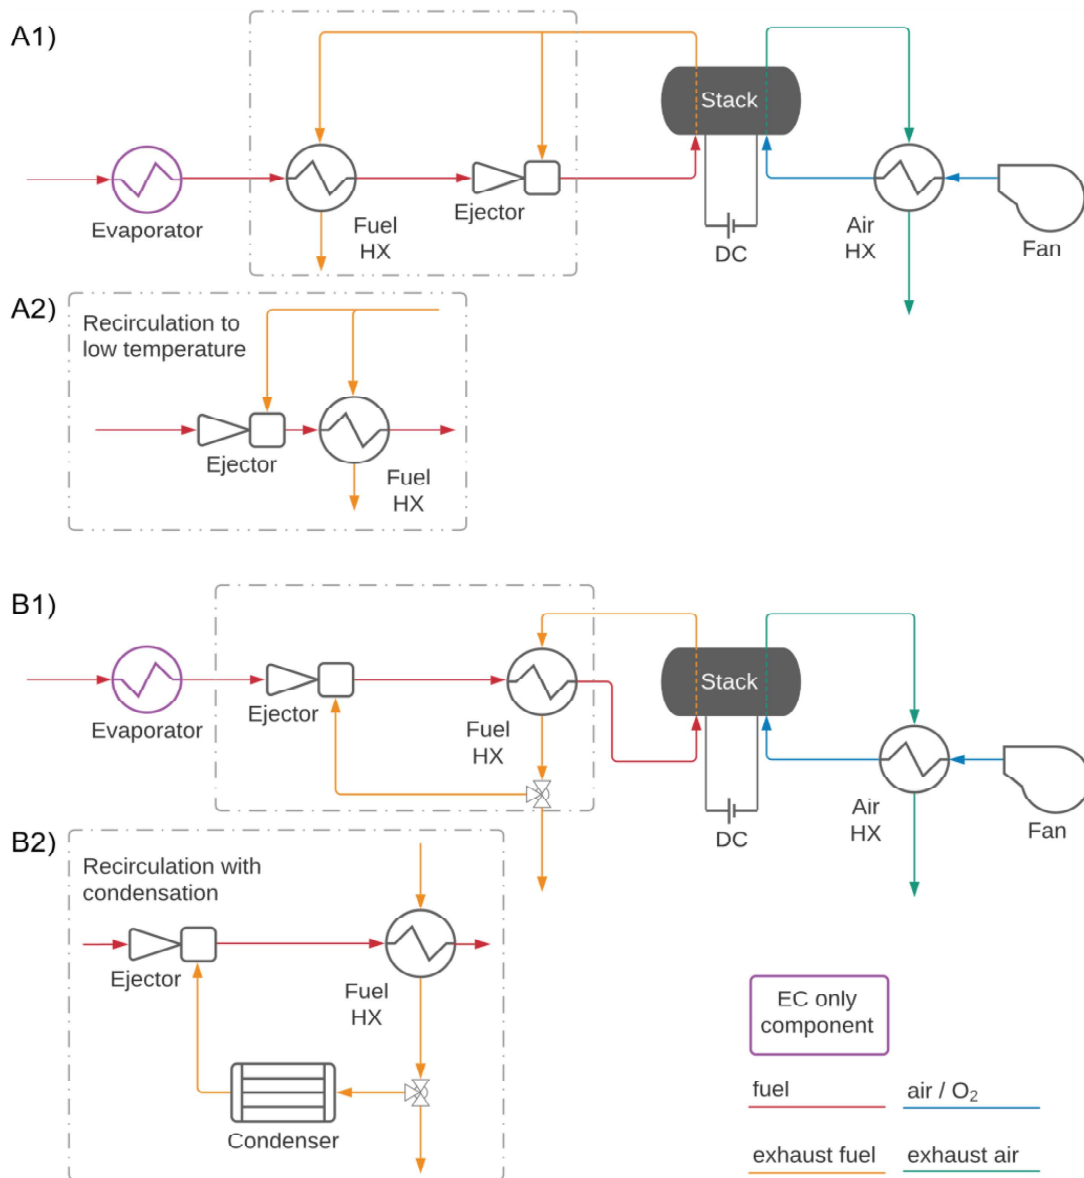 A1)
Stack
Evaporator
Fuel
HX
Ejector
DC
Air
HX
Fan
A2)
Recirculation to
low temperature
Ejector
Fuel
HX
B1)
Stack
Evaporator
Ejector
Fuel
HX
DC
Air
HX
Fan
B2)
Recirculation with
condensation
Ejector
Fuel
HX
Condenser
EC only
component
fuel
air / O₂
exhaust fuel
exhaust air